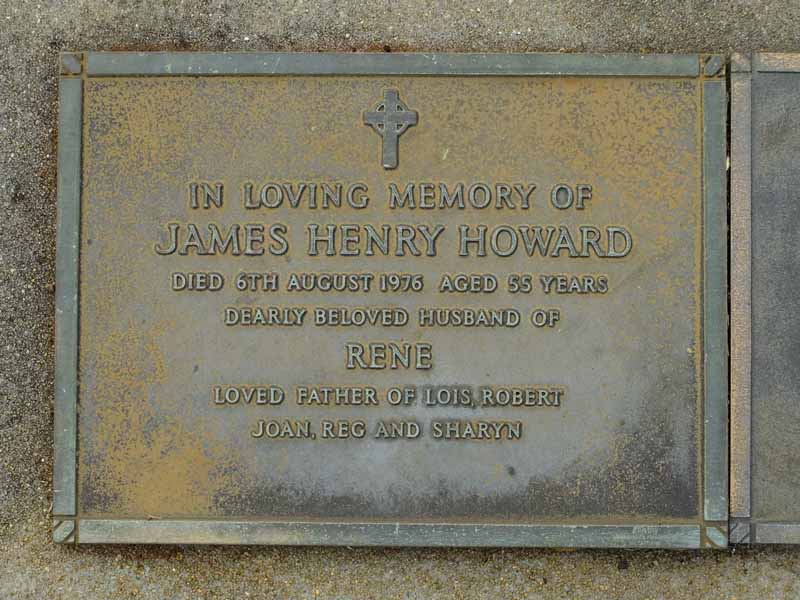 IN LOVING MEMORY OF
JAMES HENRY HOWARD
DIED 6TH AUGUST 1976 AGED 55 YEARS
DEARLY BELOVED HUSBAND OF
RENE
LOVED FATHER OF LOIS, ROBERT
JOAN, REG AND SHARYN